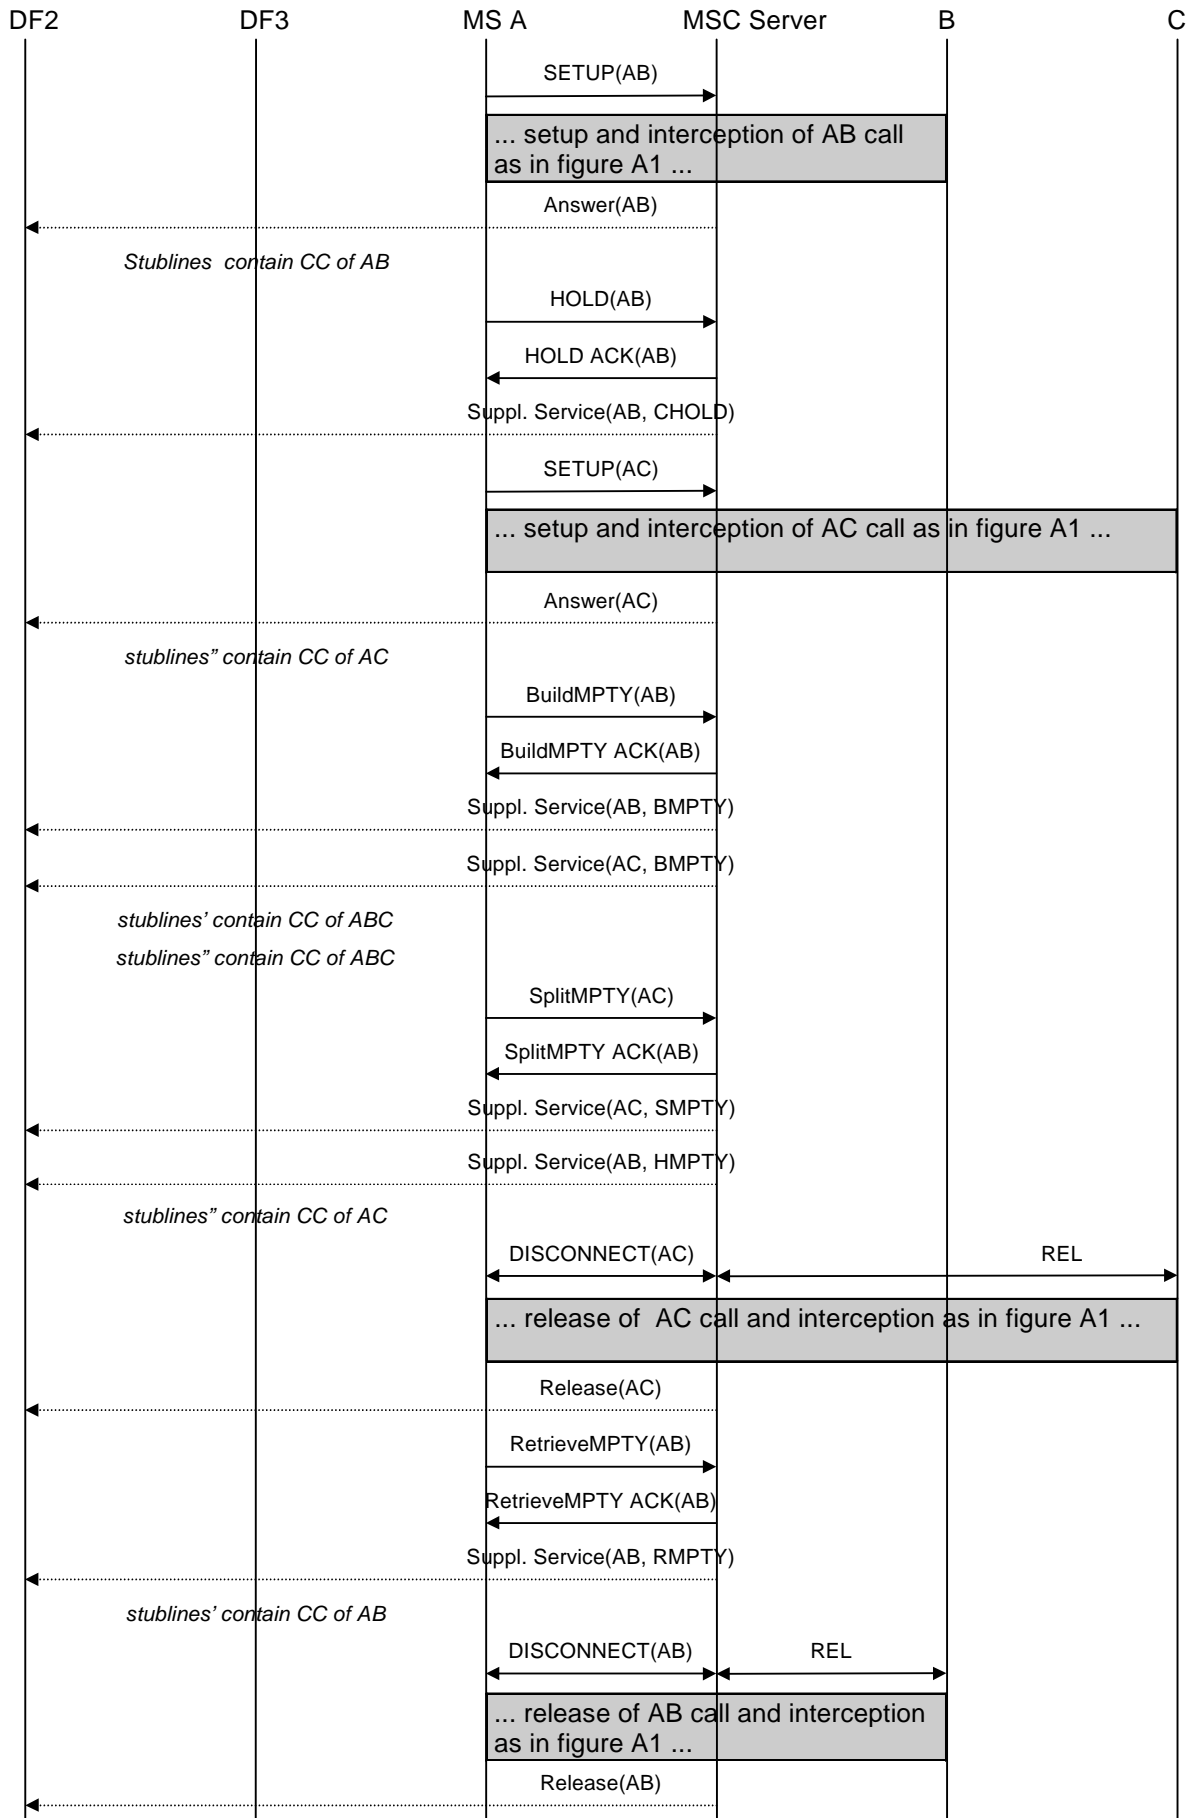 DF2 DF3 MS A MSC Server B C
SETUP(AB)
... setup and interception of AB call
as in figure A1 ...
Answer(AB)
Stublines contain CC of AB
HOLD(AB)
HOLD ACK(AB)
Suppl. Service(AB, CHOLD)
SETUP(AC)
... setup and interception of AC call as in figure A1 ...
Answer(AC)
stublines” contain CC of AC
BuildMPTY(AB)
BuildMPTY ACK(AB)
Suppl. Service(AB, BMPTY)
Suppl. Service(AC, BMPTY)
stublines’ contain CC of ABC
stublines” contain CC of ABC
SplitMPTY(AC)
SplitMPTY ACK(AB)
Suppl. Service(AC, SMPTY)
Suppl. Service(AB, HMPTY)
stublines” contain CC of AC
DISCONNECT(AC) REL
... release of AC call and interception as in figure A1 ...
Release(AC)
RetrieveMPTY(AB)
RetrieveMPTY ACK(AB)
Suppl. Service(AB, RMPTY)
stublines’ contain CC of AB
DISCONNECT(AB) REL
... release of AB call and interception
as in figure A1 ...
Release(AB)